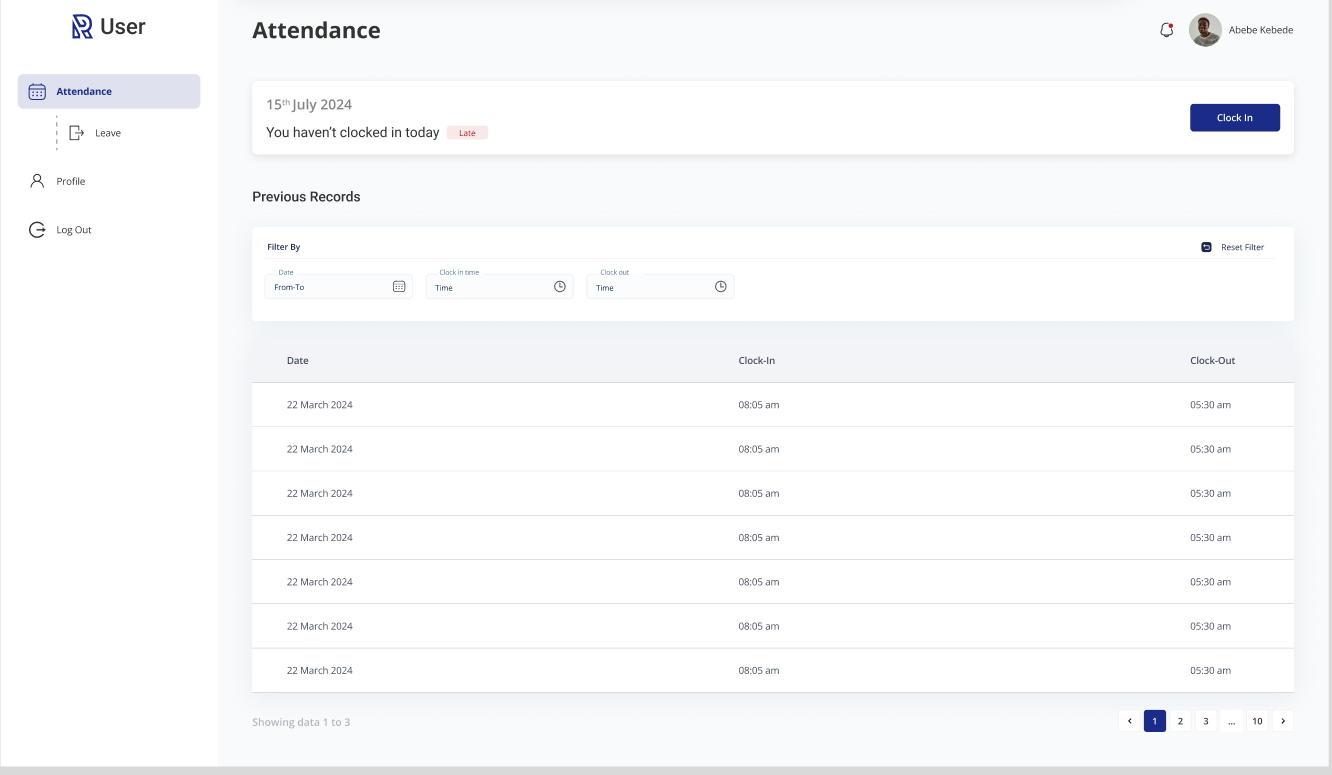 User
Attendance
Abebe Kebede
Attendance
Leave
Profile
Log Out
15th July 2024
You haven't clocked in today Late
Clock In
Previous Records
Filter By
Reset Filter
Date
From-To
Clock in time
Time
Clock out
Time
Date Clock-In Clock-Out
22 March 2024 08:05 am 05:30 am
22 March 2024 08:05 am 05:30 am
22 March 2024 08:05 am 05:30 am
22 March 2024 08:05 am 05:30 am
22 March 2024 08:05 am 05:30 am
22 March 2024 08:05 am 05:30 am
22 March 2024 08:05 am 05:30 am
Showing data 1 to 3
‹ 1 2 3 ... 10 ›